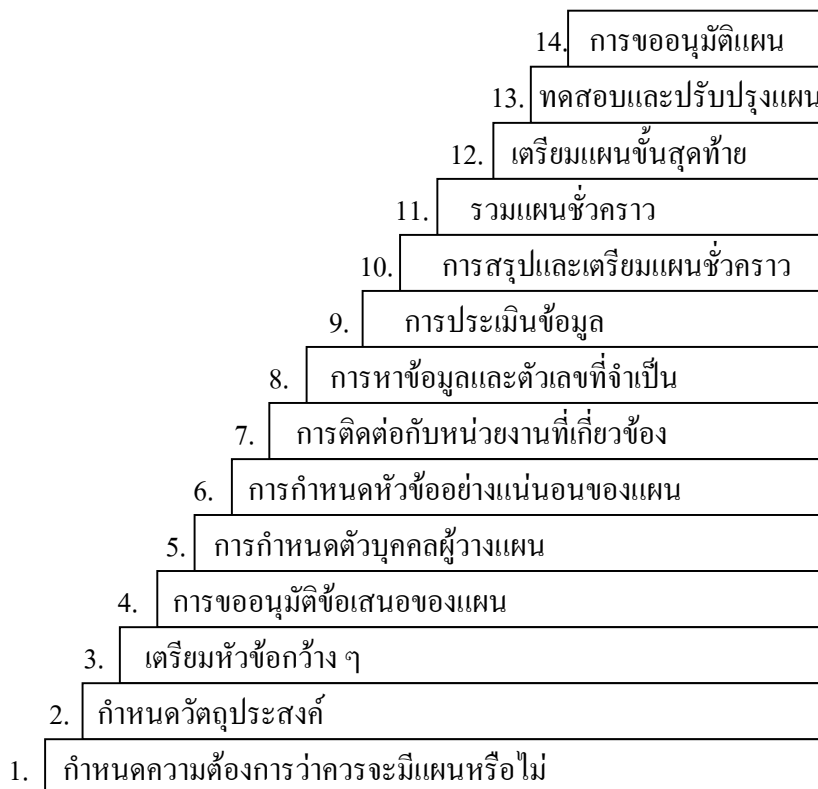 14. การขออนุมัติแผน
13. ทดสอบและปรับปรุงแผน
12. เตรียมแผนขั้นสุดท้าย
11. รวมแผนชั่วคราว
10. การสรุปและเตรียมแผนชั่วคราว
9. การประเมินข้อมูล
8. การหาข้อมูลและตัวเลขที่จำเป็น
7. การติดต่อกับหน่วยงานที่เกี่ยวข้อง
6. การกำหนดหัวข้ออย่างแน่นอนของแผน
5. การกำหนดตัวบุคคลผู้วางแผน
4. การขออนุมัติข้อเสนอของแผน
3. เตรียมหัวข้อกว้าง ๆ
2. กำหนดวัตถุประสงค์
1. กำหนดความต้องการว่าควรจะมีแผนหรือไม่